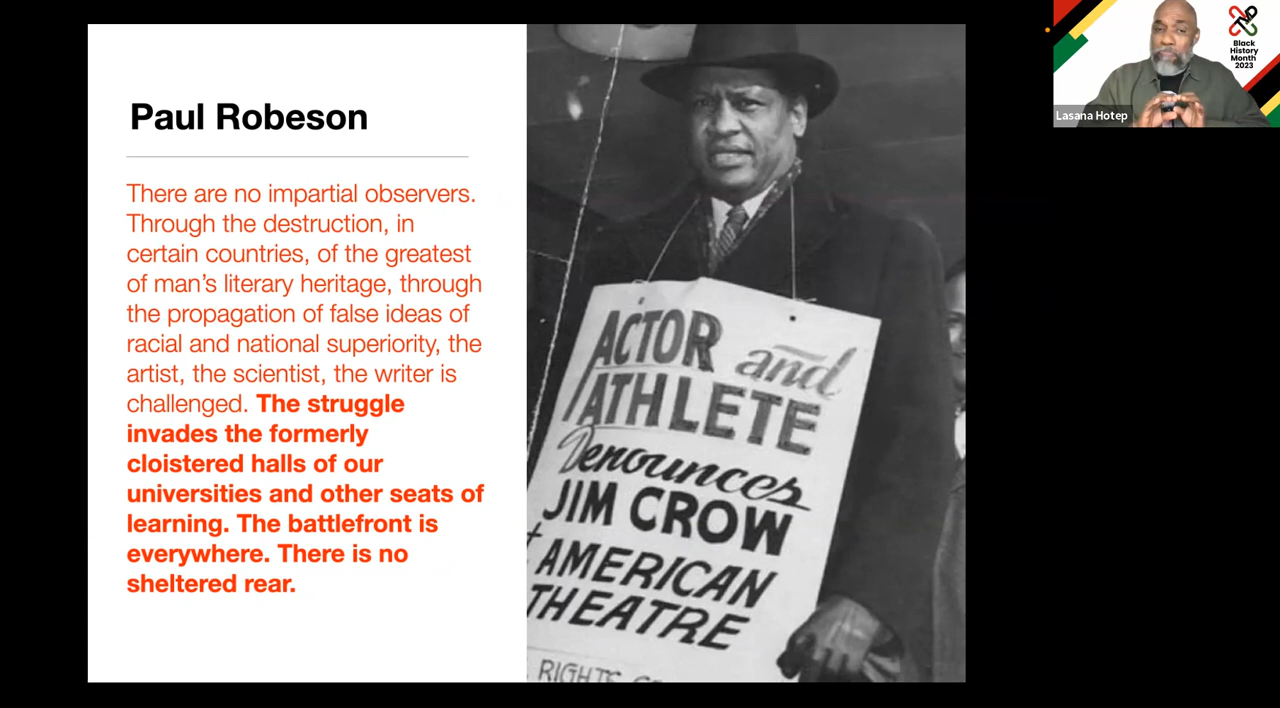 Paul Robeson
There are no impartial observers.
Through the destruction, in
certain countries, of the greatest
of man’s literary heritage, through
the propagation of false ideas of
racial and national superiority, the
artist, the scientist, the writer is
challenged. The struggle
invades the formerly
cloistered halls of our
universities and other seats of
learning. The battlefront is
everywhere. There is no
sheltered rear.
ACTOR and
ATHLETE
Denounces
JIM CROW
AMERICAN
THEATRE
RIGHTS
Black
History
Month
2023
Lasana Hotep